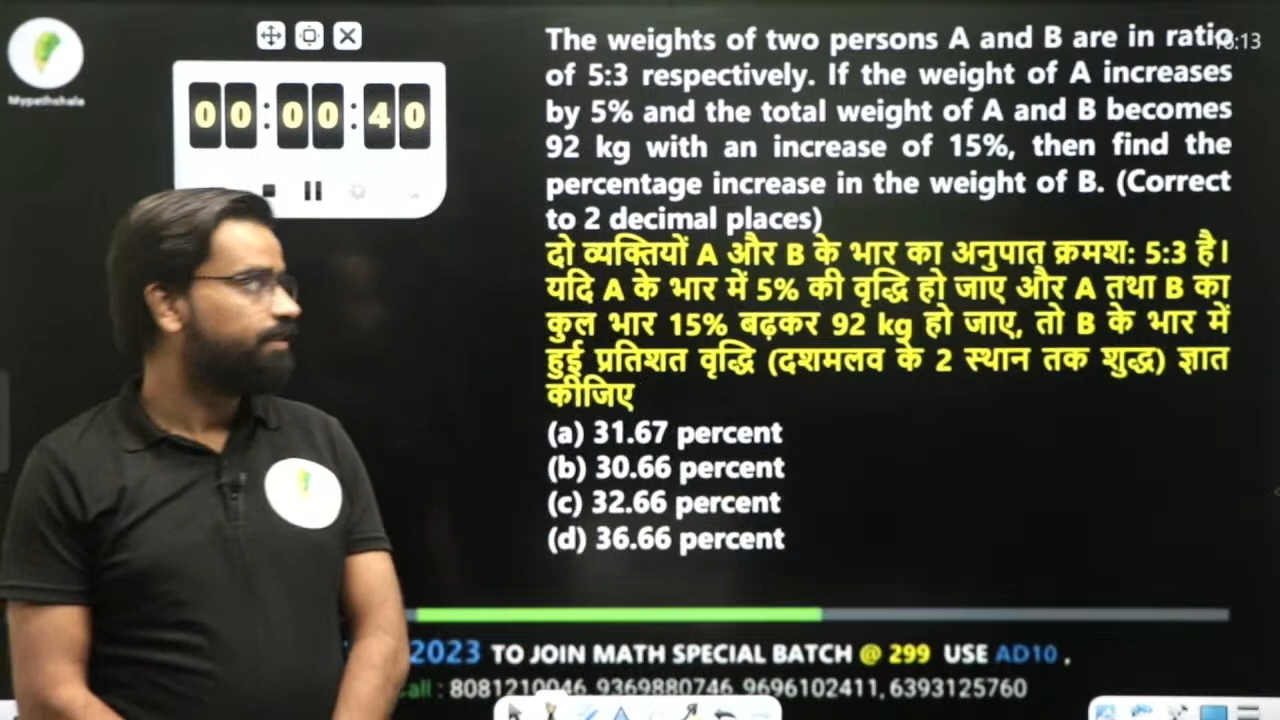 Mypathshala
00:00:40
The weights of two persons A and B are in ratio
:13
of 5:3 respectively. If the weight of A increases
by 5% and the total weight of A and B becomes
92 kg with an increase of 15%, then find the
percentage increase in the weight of B. (Correct
to 2 decimal places)
दो व्यक्तियों A और B के भार का अनुपात क्रमश: 5:3 है।
यदि A के भार में 5% की वृद्धि हो जाए और A तथा B का
कुल भार 15% बढ़कर 92 kg हो जाए, तो B के भार में
हुई प्रतिशत वृद्धि (दशमलव के 2 स्थान तक शुद्ध) ज्ञात
कीजिए
(a) 31.67 percent
(b) 30.66 percent
(c) 32.66 percent
(d) 36.66 percent
2023 TO JOIN MATH SPECIAL BATCH @ 299 USE AD10 .
all : 8081210046, 9369880746, 9696102411, 6393125760